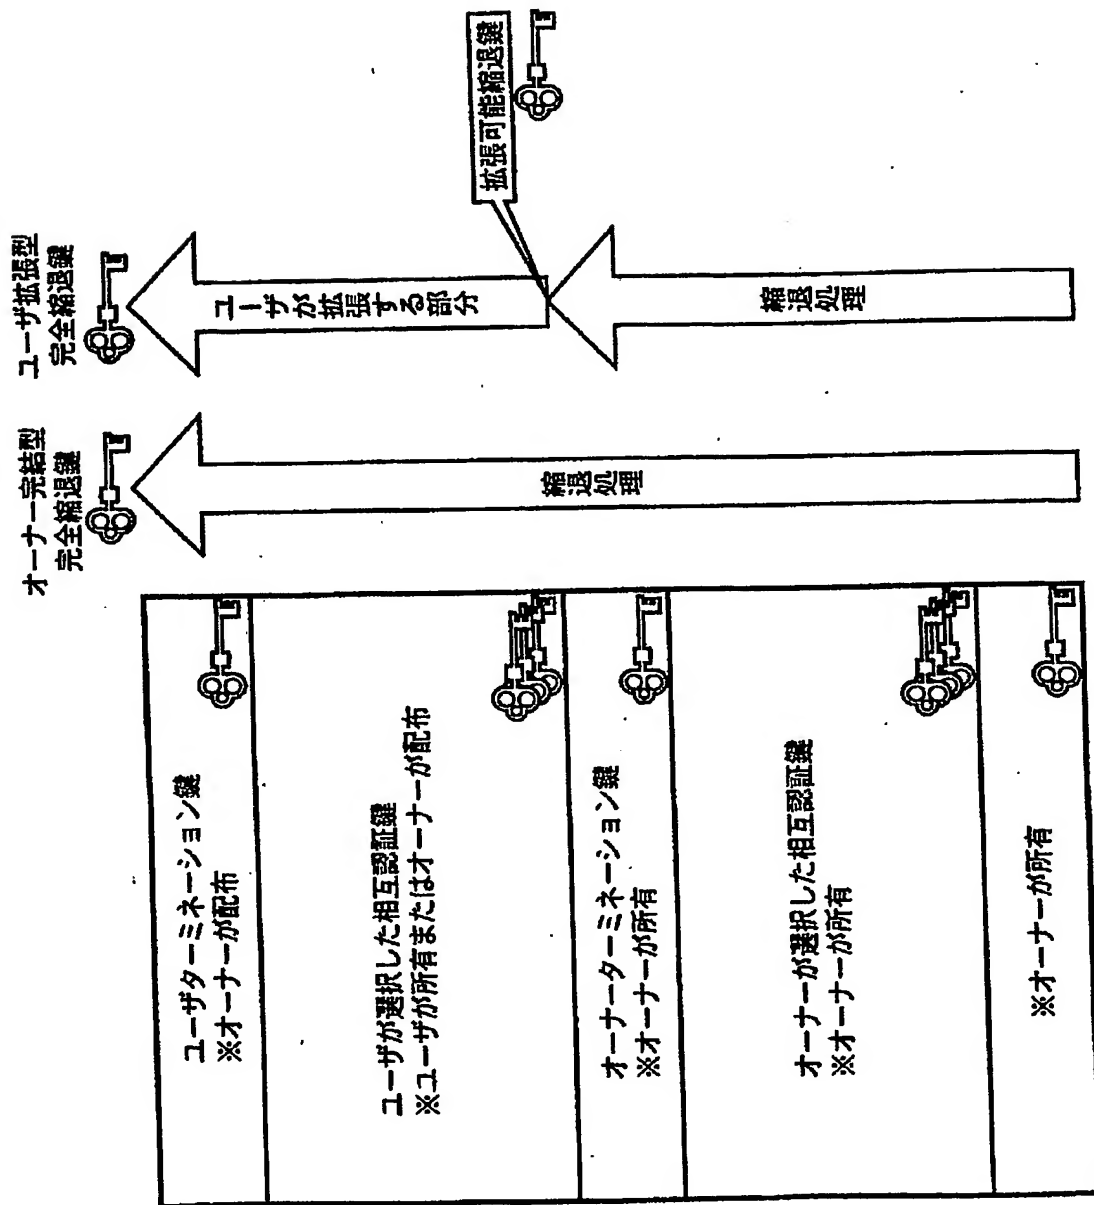 オーナー完結型
完全縮退鍵
ユーザ拡張型
完全縮退鍵
拡張可能縮退鍵
ユーザが拡張する部分
縮退処理
縮退処理
ユーザターミネーション鍵
※オーナーが配布
ユーザが選択した相互認証鍵
※ユーザが所有またはオーナーが配布
オーナーターミネーション鍵
※オーナーが所有
オーナーが選択した相互認証鍵
※オーナーが所有
※オーナーが所有